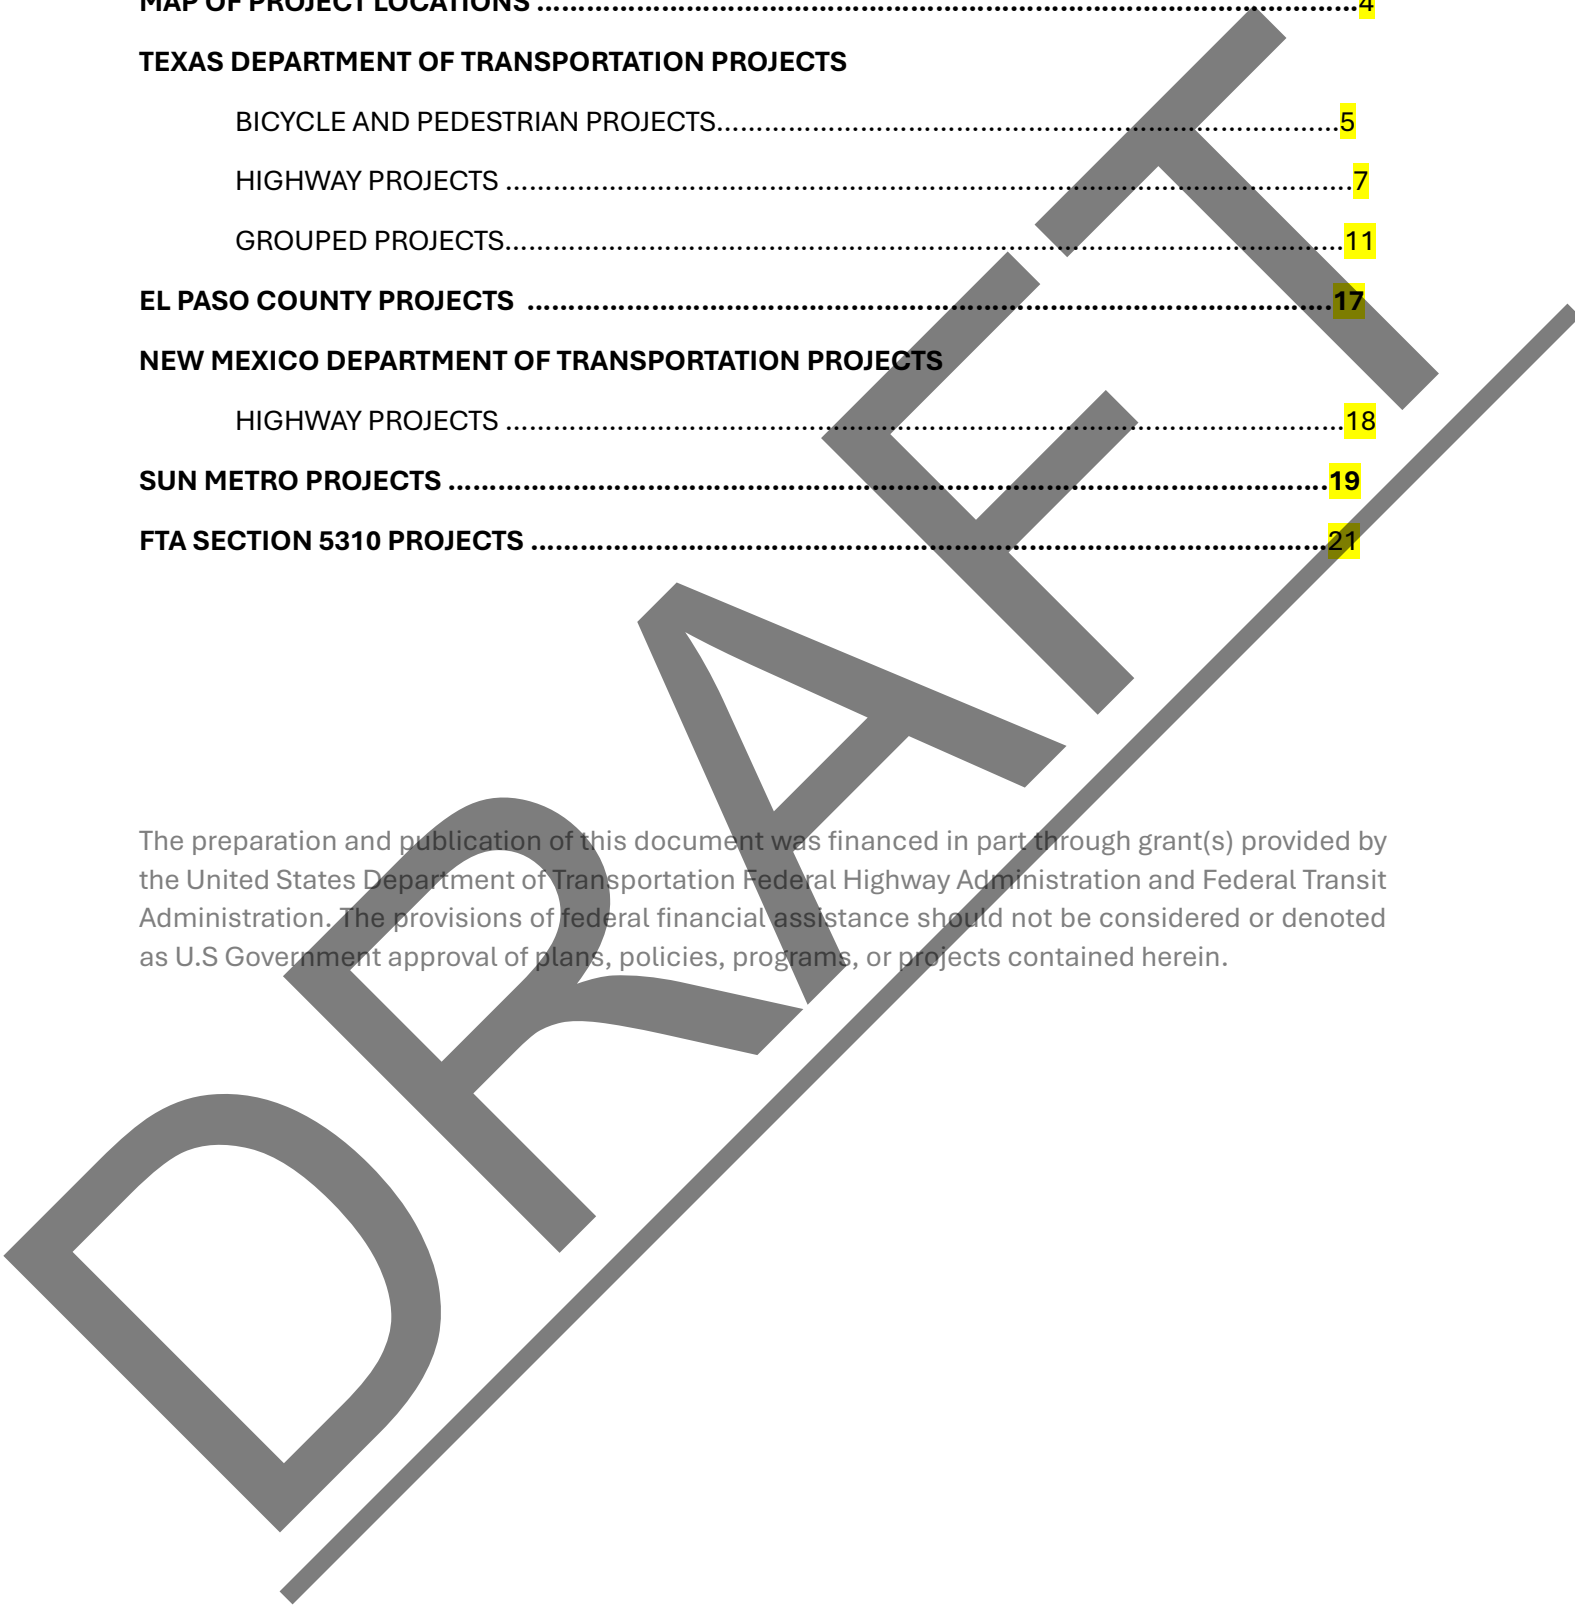 MAP OF PROJECT LOCATIONS ........................................................................................................4
TEXAS DEPARTMENT OF TRANSPORTATION PROJECTS
BICYCLE AND PEDESTRIAN PROJECTS..............................................................................5
HIGHWAY PROJECTS ..........................................................................................................7
GROUPED PROJECTS.........................................................................................................11
EL PASO COUNTY PROJECTS .....................................................................................................17
NEW MEXICO DEPARTMENT OF TRANSPORTATION PROJECTS
HIGHWAY PROJECTS .........................................................................................................18
SUN METRO PROJECTS ..............................................................................................................19
FTA SECTION 5310 PROJECTS ....................................................................................................21
The preparation and publication of this document was financed in part through grant(s) provided by
the United States Department of Transportation Federal Highway Administration and Federal Transit
Administration. The provisions of federal financial assistance should not be considered or denoted
as U.S Government approval of plans, policies, programs, or projects contained herein.
DRAFT